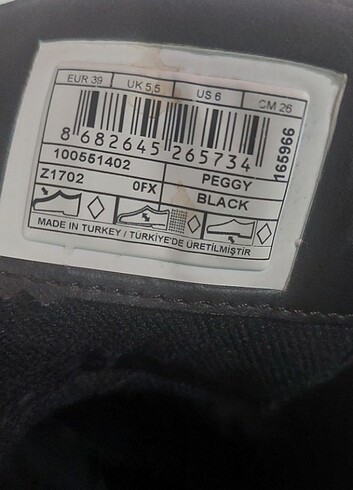 EUR 39 UK 5,5 US 6 CM 26
8 682645 265734
165966
100551402 PEGGY
Z1702 0FX BLACK
MADE IN TURKEY / TÜRKİYE'DE ÜRETİLMİŞTİR